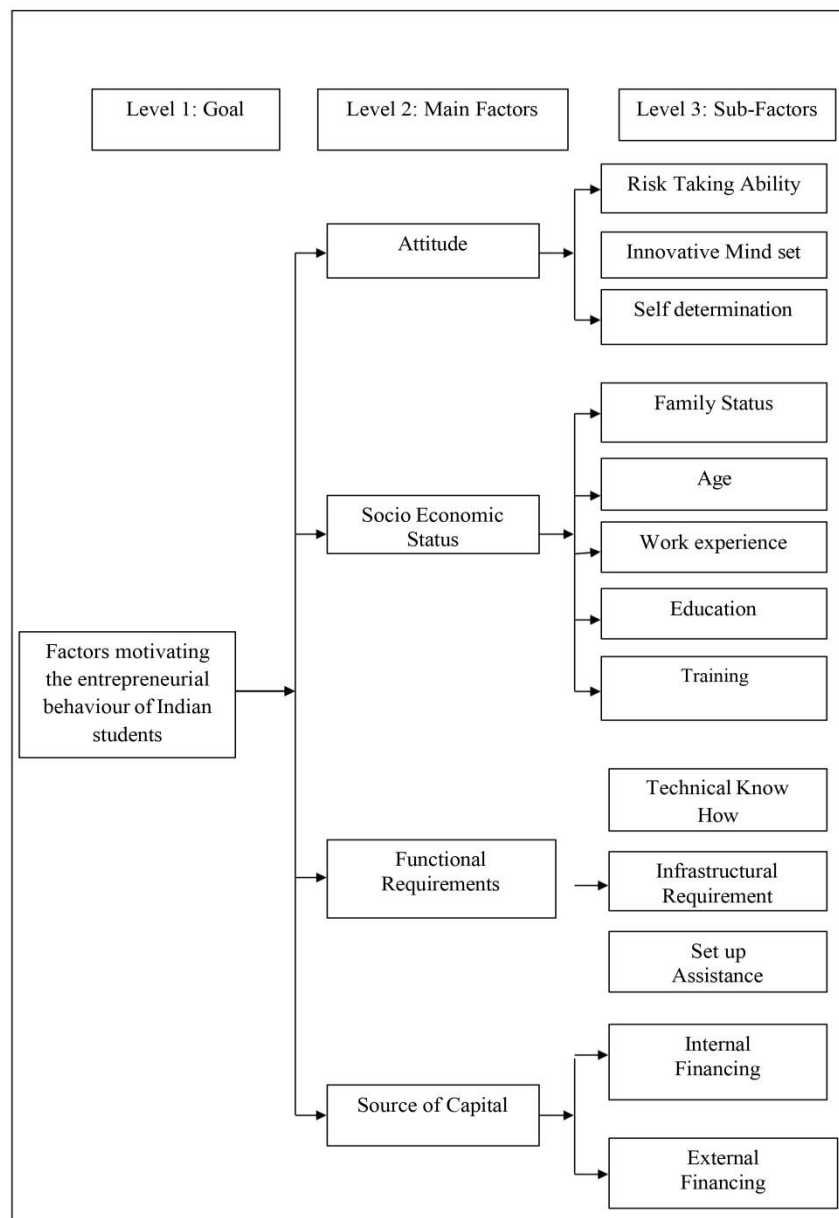 Level 1: Goal
Level 2: Main Factors
Level 3: Sub-Factors
Risk Taking Ability
Attitude
Innovative Mind set
Self determination
Family Status
Age
Socio Economic
Status
Work experience
Education
Factors motivating
the entrepreneurial
behaviour of Indian
students
Training
Technical Know
How
Functional
Requirements
Infrastructural
Requirement
Set up
Assistance
Internal
Financing
Source of Capital
External
Financing